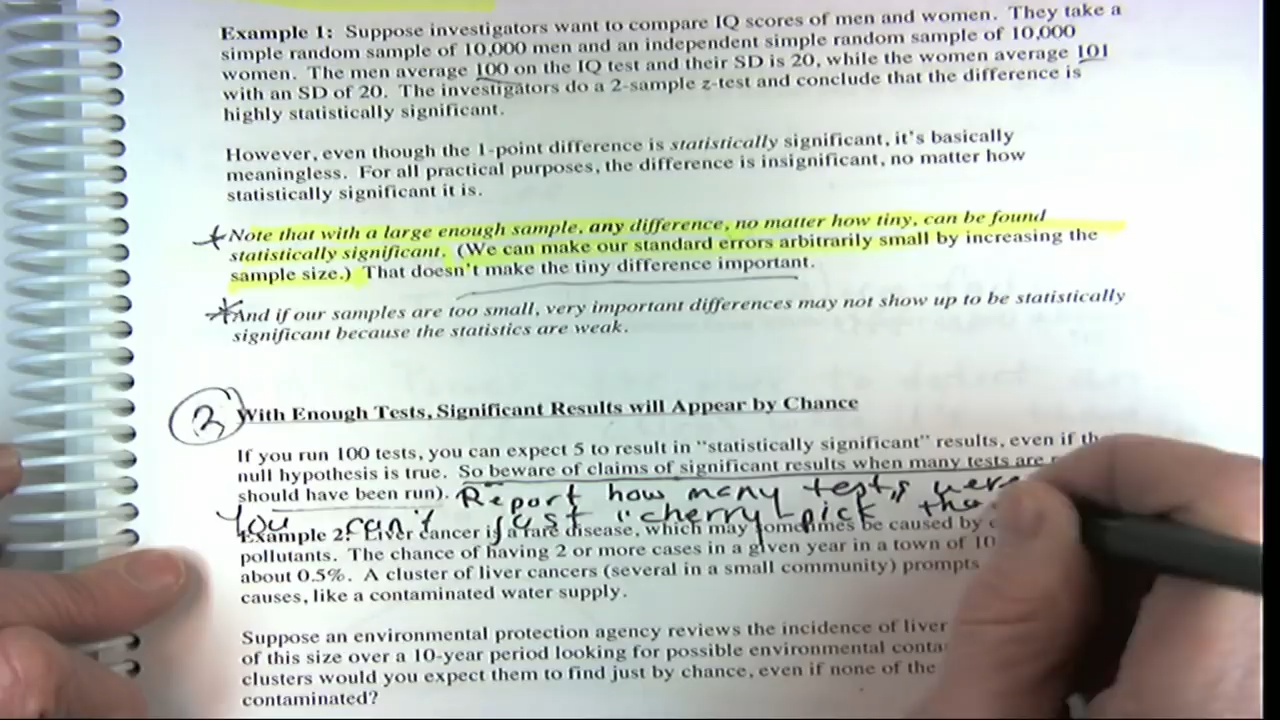 Example 1: Suppose investigators want to compare IQ scores of men and women. They take a
simple random sample of 10,000 men and an independent simple random sample of 10,000
women. The men average 100 on the IQ test and their SD is 20, while the women average 101
with an SD of 20. The investigators do a 2-sample z-test and conclude that the difference is
highly statistically significant.
However, even though the 1-point difference is statistically significant, it's basically
meaningless. For all practical purposes, the difference is insignificant, no matter how
statistically significant it is.
Note that with a large enough sample, any difference, no matter how tiny, can be found
statistically significant. (We can make our standard errors arbitrarily small by increasing the
sample size.) That doesn't make the tiny difference important.
And if our samples are too small, very important differences may not show up to be statistically
significant because the statistics are weak.
3 With Enough Tests, Significant Results will Appear by Chance
If you run 100 tests, you can expect 5 to result in "statistically significant" results, even if
null hypothesis is true. So beware of claims of significant results when many tests are
should have been run). Report how many tests were
You can't just "cherry pick"
Example 2: Liver cancer is a rare disease, which may sometimes be caused by
pollutants. The chance of having 2 or more cases in a given year in a town of 10
about 0.5%. A cluster of liver cancers (several in a small community) prompts
causes, like a contaminated water supply.
Suppose an environmental protection agency reviews the incidence of liver
of this size over a 10-year period looking for possible environmental
clusters would you expect them to find just by chance, even if none of the
contaminated?